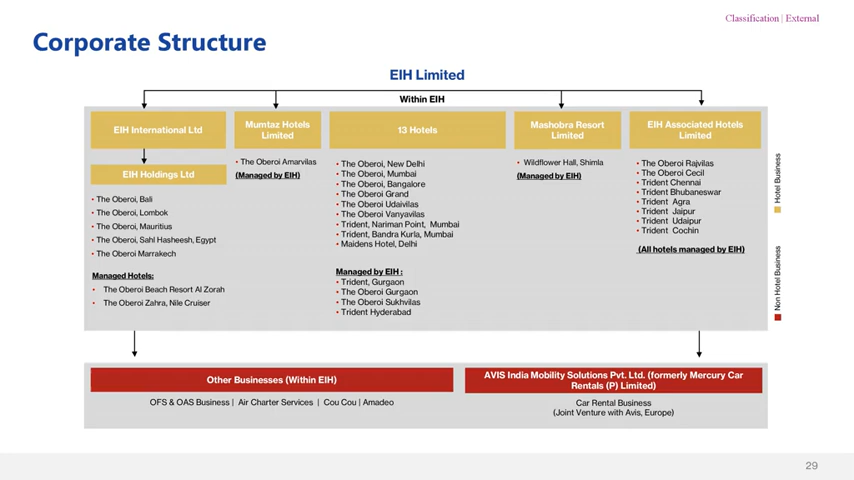 Classification | External
Corporate Structure
EIH Limited
Within EIH
EIH International Ltd
EIH Holdings Ltd
• The Oberoi, Bali
• The Oberoi, Lombok
• The Oberoi, Mauritius
• The Oberoi, Sahl Hasheesh, Egypt
• The Oberoi Marrakech
Managed Hotels:
• The Oberoi Beach Resort Al Zorah
• The Oberoi Zahra, Nile Cruiser
Mumtaz Hotels
Limited
• The Oberoi Amarvilas
(Managed by EIH)
13 Hotels
• The Oberoi, New Delhi
• The Oberoi, Mumbai
• The Oberoi, Bangalore
• The Oberoi Grand
• The Oberoi Udaivilas
• The Oberoi Vanyavilas
• Trident, Nariman Point, Mumbai
• Trident, Bandra Kurla, Mumbai
• Maidens Hotel, Delhi
Managed by EIH :
• Trident, Gurgaon
• The Oberoi Gurgaon
• The Oberoi Sukhvilas
• Trident Hyderabad
Mashobra Resort
Limited
• Wildflower Hall, Shimla
(Managed by EIH)
EIH Associated Hotels
Limited
• The Oberoi Rajvilas
• The Oberoi Cecil
• Trident Chennai
• Trident Bhubaneswar
• Trident Agra
• Trident Jaipur
• Trident Udaipur
• Trident Cochin
(All hotels managed by EIH)
Hotel Business
Non Hotel Business
Other Businesses (Within EIH)
OFS & OAS Business | Air Charter Services | Cou Cou | Amadeo
AVIS India Mobility Solutions Pvt. Ltd. (formerly Mercury Car
Rentals (P) Limited)
Car Rental Business
(Joint Venture with Avis, Europe)
29